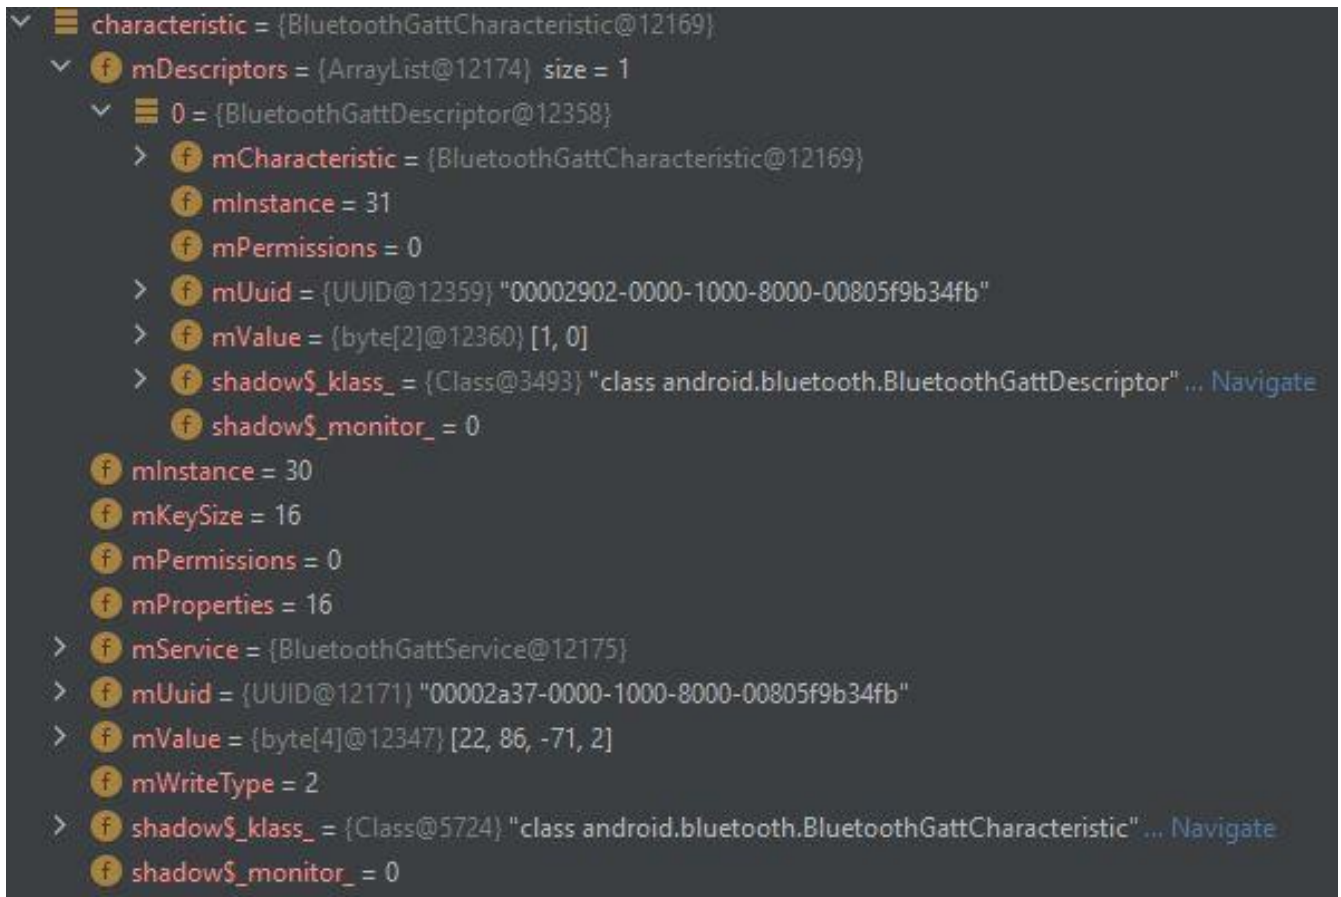 characteristic = {BluetoothGattCharacteristic@12169}
mDescriptors = {ArrayList@12174} size = 1
0 = {BluetoothGattDescriptor@12358}
mCharacteristic = {BluetoothGattCharacteristic@12169}
mInstance = 31
mPermissions = 0
mUuid = {UUID@12359} "00002902-0000-1000-8000-00805f9b34fb"
mValue = {byte[2]@12360} [1, 0]
shadow$_klass_ = {Class@3493} "class android.bluetooth.BluetoothGattDescriptor" ... Navigate
shadow$_monitor_ = 0
mInstance = 30
mKeySize = 16
mPermissions = 0
mProperties = 16
mService = {BluetoothGattService@12175}
mUuid = {UUID@12171} "00002a37-0000-1000-8000-00805f9b34fb"
mValue = {byte[4]@12347} [22, 86, -71, 2]
mWriteType = 2
shadow$_klass_ = {Class@5724} "class android.bluetooth.BluetoothGattCharacteristic" ... Navigate
shadow$_monitor_ = 0